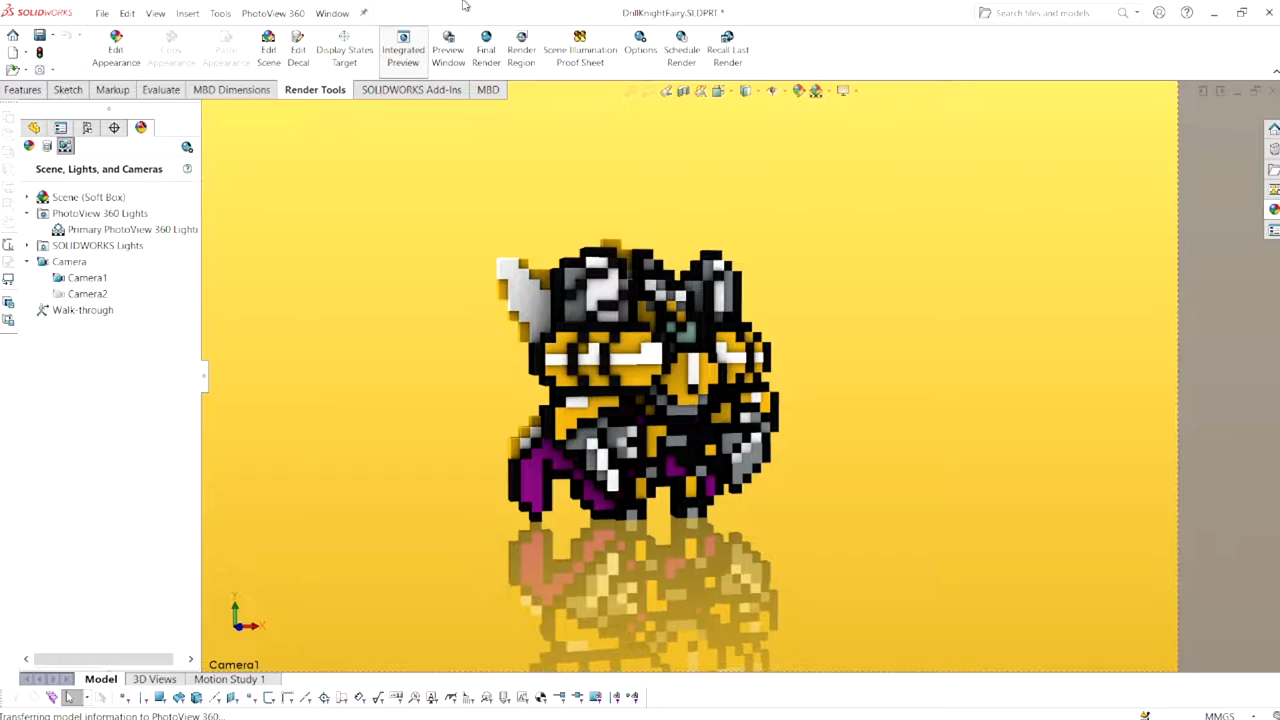 SOLIDWORKS
File
Edit
View
Insert
Tools
PhotoView 360
Window
DrillKnightFairy.SLDPRT *
Search files and models
Edit Appearance
Copy Appearance
Paste Appearance
Edit Scene
Edit Decal
Display States Target
Integrated Preview
Preview Window
Final Render
Render Region
Scene Illumination Proof Sheet
Options
Schedule Render
Recall Last Render
Features
Sketch
Markup
Evaluate
MBD Dimensions
Render Tools
SOLIDWORKS Add-Ins
MBD
Scene, Lights, and Cameras
Scene (Soft Box)
PhotoView 360 Lights
Primary PhotoView 360 Lights
SOLIDWORKS Lights
Camera
Camera1
Camera2
Walk-through
Y
X
Camera1
Model
3D Views
Motion Study 1
Transferring model information to PhotoView 360...
MMGS